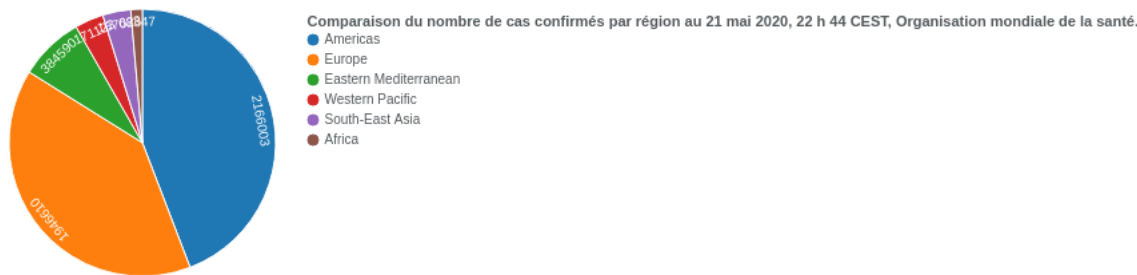 Comparaison du nombre de cas confirmés par région au 21 mai 2020, 22 h 44 CEST, Organisation mondiale de la santé.
Americas
Europe
Eastern Mediterranean
Western Pacific
South-East Asia
Africa
2166003
1946610